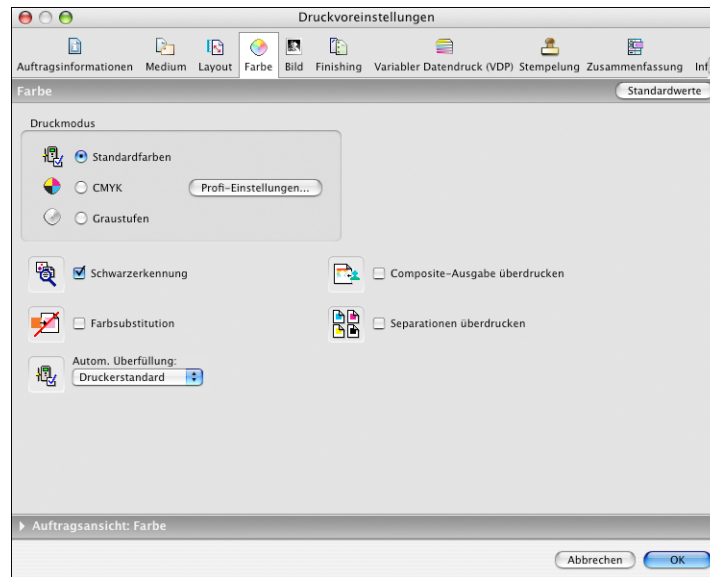 Druckvoreinstellungen
Auftragsinformationen Medium Layout Farbe Bild Finishing Variabler Datendruck (VDP) Stempelung Zusammenfassung Inf
Farbe Standardwerte
Druckmodus
Standardfarben
CMYK Profi-Einstellungen...
Graustufen
Schwarzerkennung Composite-Ausgabe überdrucken
Farbsubstitution Separationen überdrucken
Autom. Überfüllung:
Druckerstandard
Auftragsansicht: Farbe
Abbrechen OK